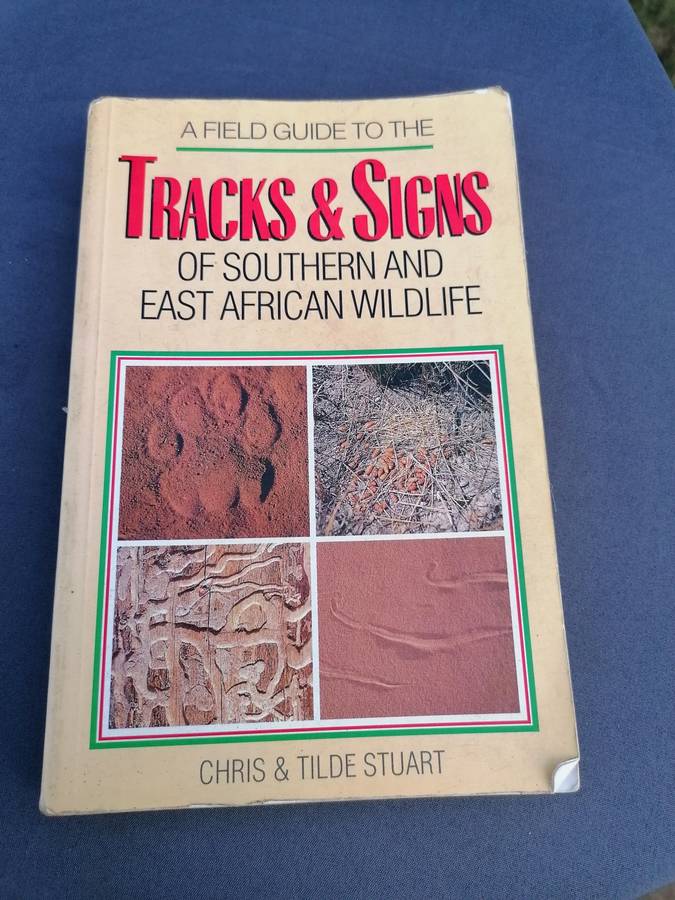 A FIELD GUIDE TO THE
TRACKS & SIGNS
OF SOUTHERN AND
EAST AFRICAN WILDLIFE
CHRIS & TILDE STUART